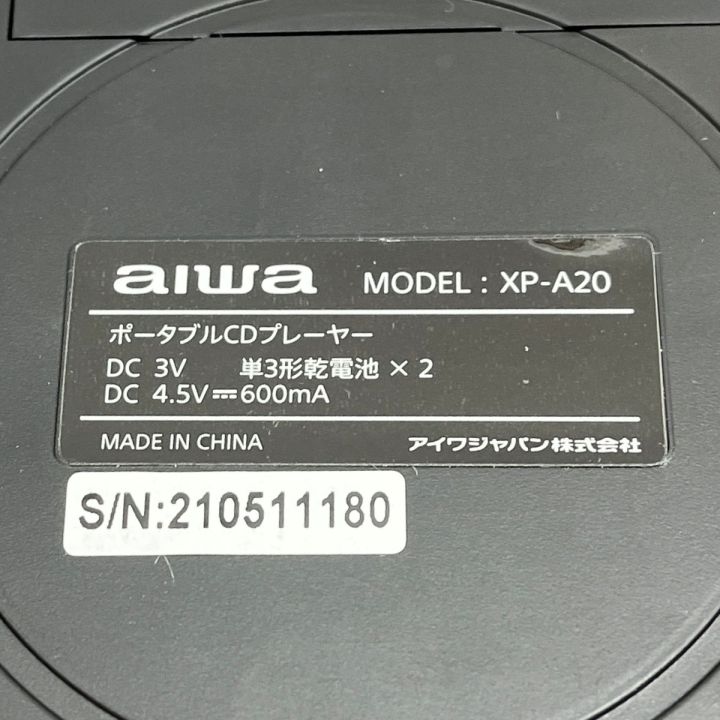 aiwa MODEL : XP-A20
ポータブルCDプレーヤー
DC 3V 単3形乾電池 × 2
DC 4.5V⎓600mA
MADE IN CHINA アイワジャパン株式会社
S/N:210511180